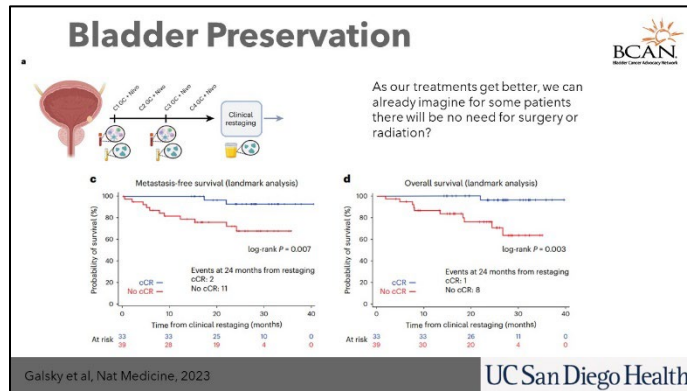 Bladder Preservation
BCAN
Bladder Cancer Advocacy Network
a
C1 GC + Nivo
C2 GC + Nivo
C3 GC + Nivo
C4 GC + Nivo
Clinical
restaging
As our treatments get better, we can
already imagine for some patients
there will be no need for surgery or
radiation?
c
Metastasis-free survival (landmark analysis)
Probability of survival (%)
100
80
60
40
20
0
log-rank P = 0.007
Events at 24 months from restaging
cCR: 2
No cCR: 11
cCR
No cCR
0 10 20 30 40
Time from clinical restaging (months)
At risk 33 33 25 10 0
39 28 19 4 0
d
Overall survival (landmark analysis)
Probability of survival (%)
100
80
60
40
20
0
log-rank P = 0.003
Events at 24 months from restaging
cCR: 1
No cCR: 8
cCR
No cCR
0 10 20 30 40
Time from clinical restaging (months)
At risk 33 33 26 11 0
39 30 20 4 0
Galsky et al, Nat Medicine, 2023
UC San Diego Health